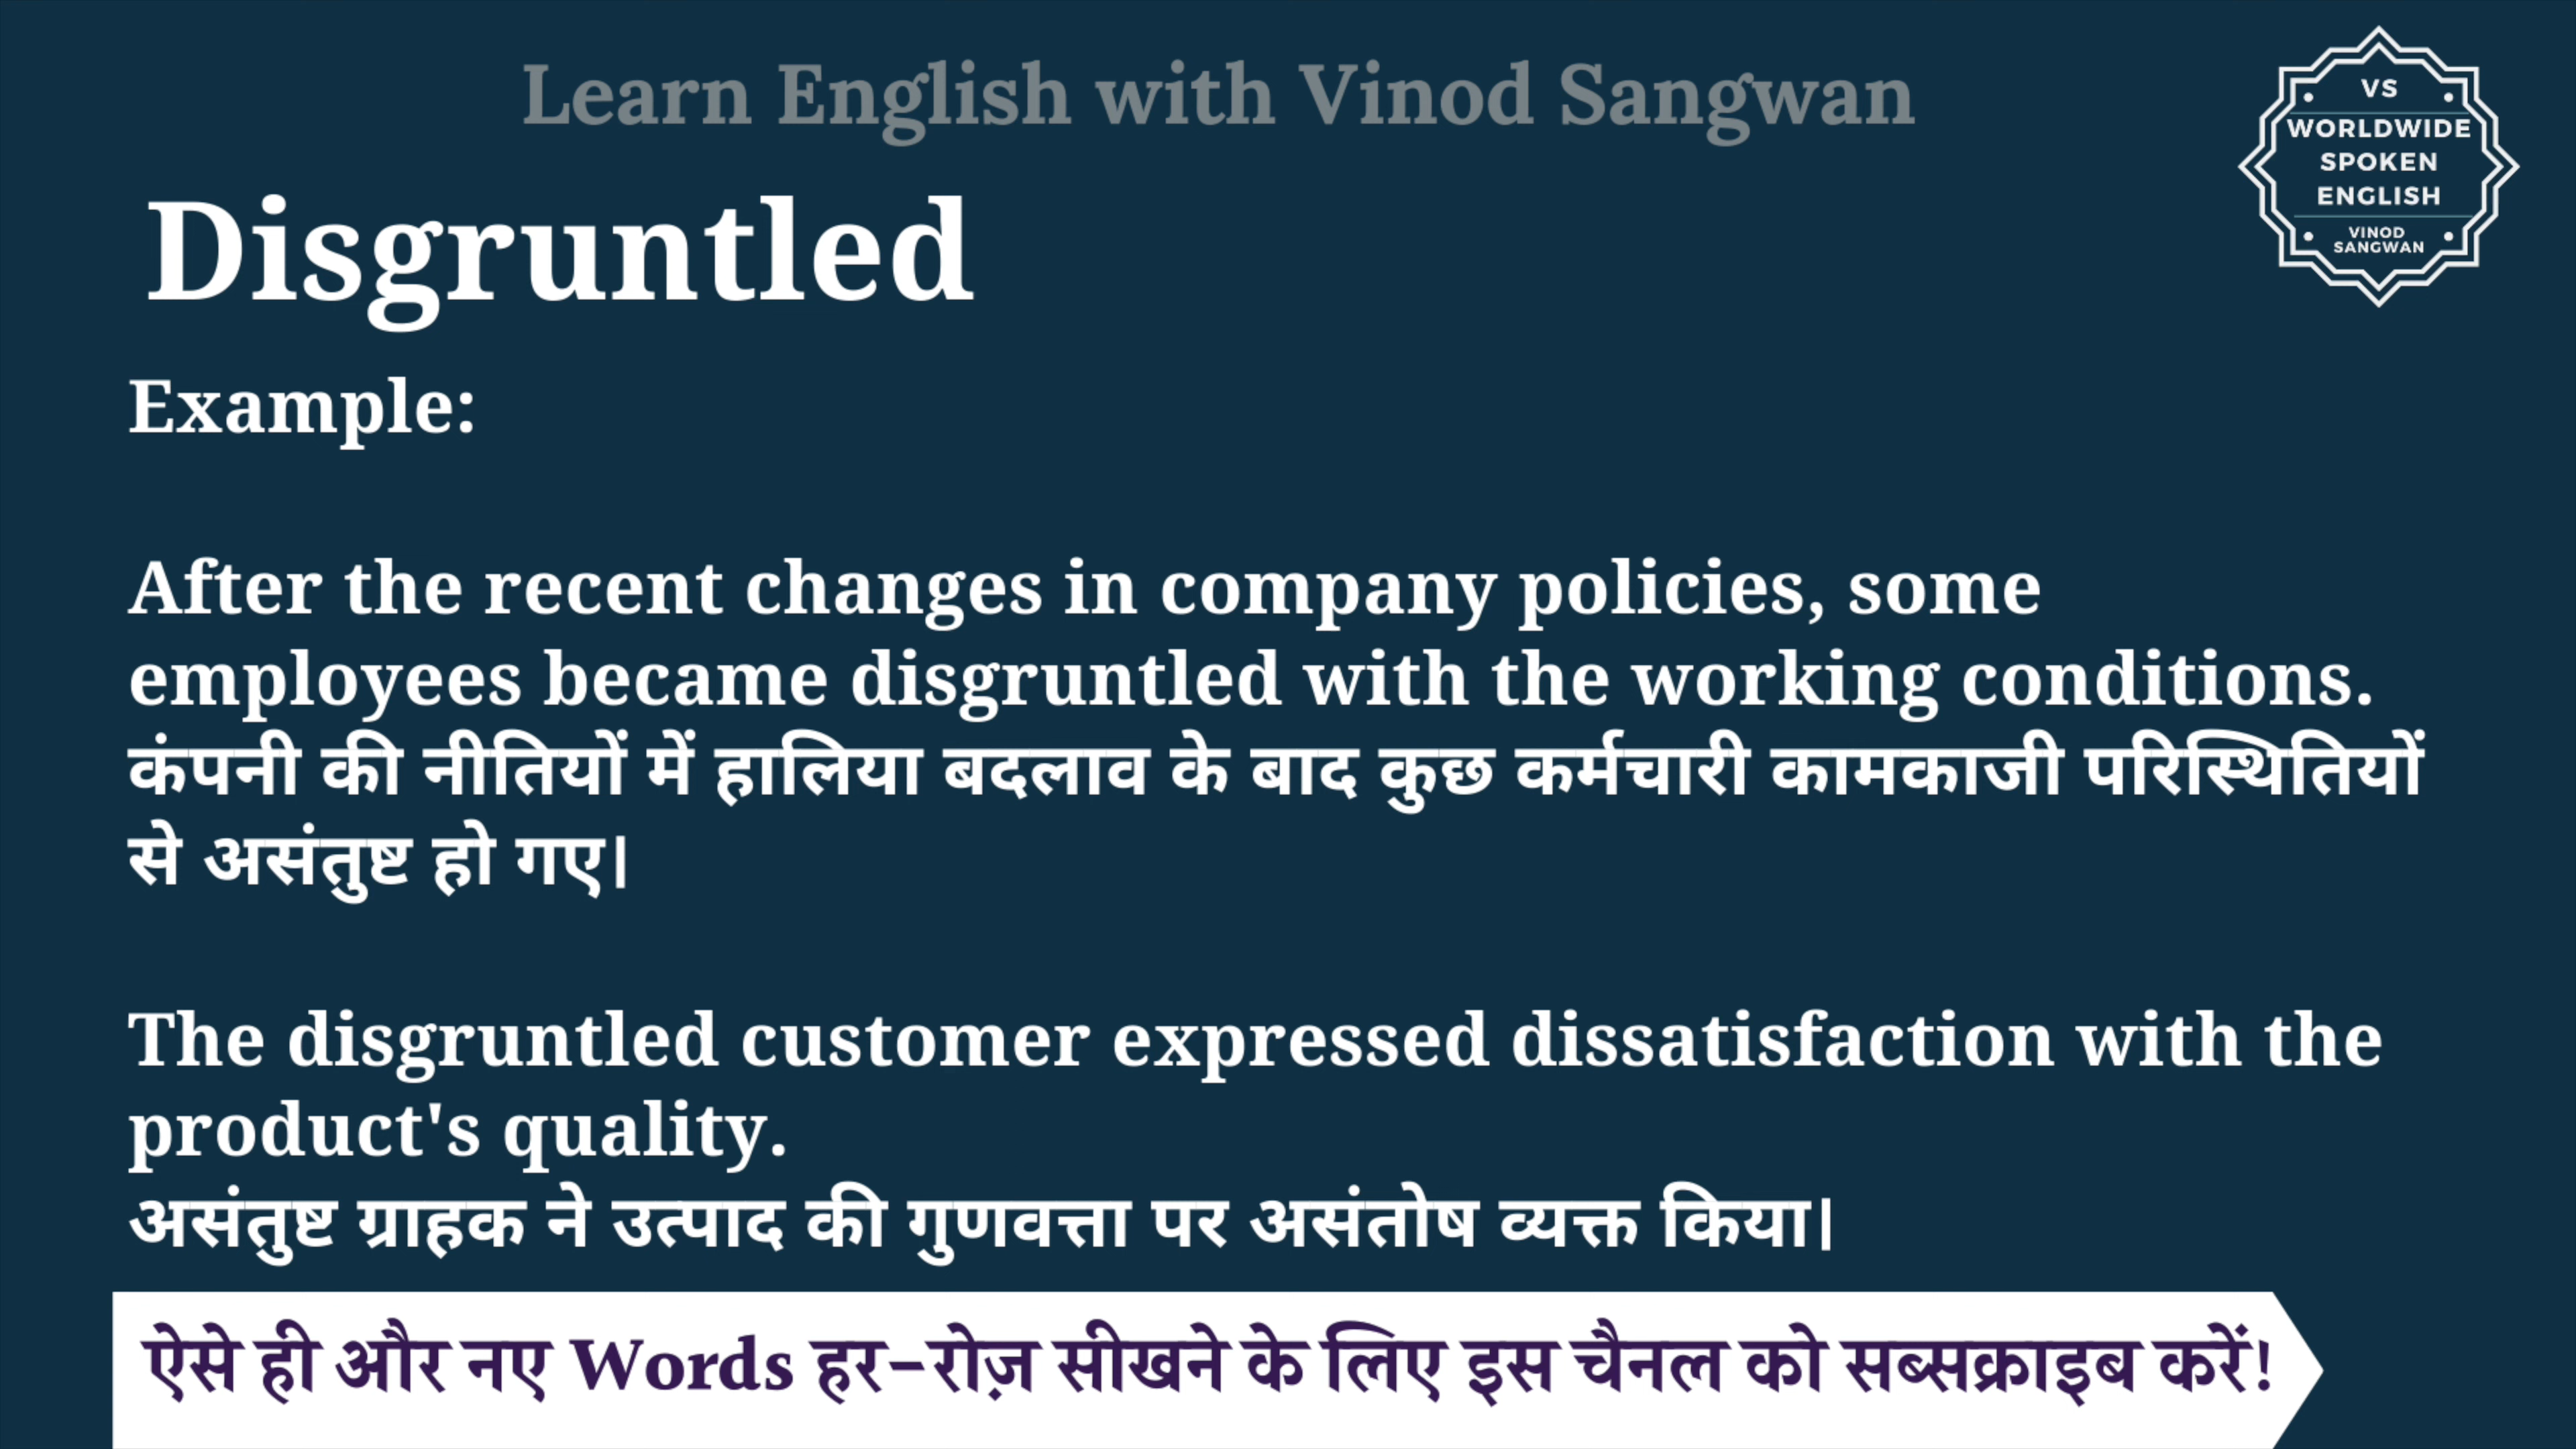 Learn English with Vinod Sangwan
VS
WORLDWIDE
SPOKEN
ENGLISH
VINOD
SANGWAN
Disgruntled
Example:
After the recent changes in company policies, some
employees became disgruntled with the working conditions.
कंपनी की नीतियों में हालिया बदलाव के बाद कुछ कर्मचारी कामकाजी परिस्थितियों
से असंतुष्ट हो गए।
The disgruntled customer expressed dissatisfaction with the
product's quality.
असंतुष्ट ग्राहक ने उत्पाद की गुणवत्ता पर असंतोष व्यक्त किया।
ऐसे ही और नए Words हर-रोज़ सीखने के लिए इस चैनल को सब्सक्राइब करें!